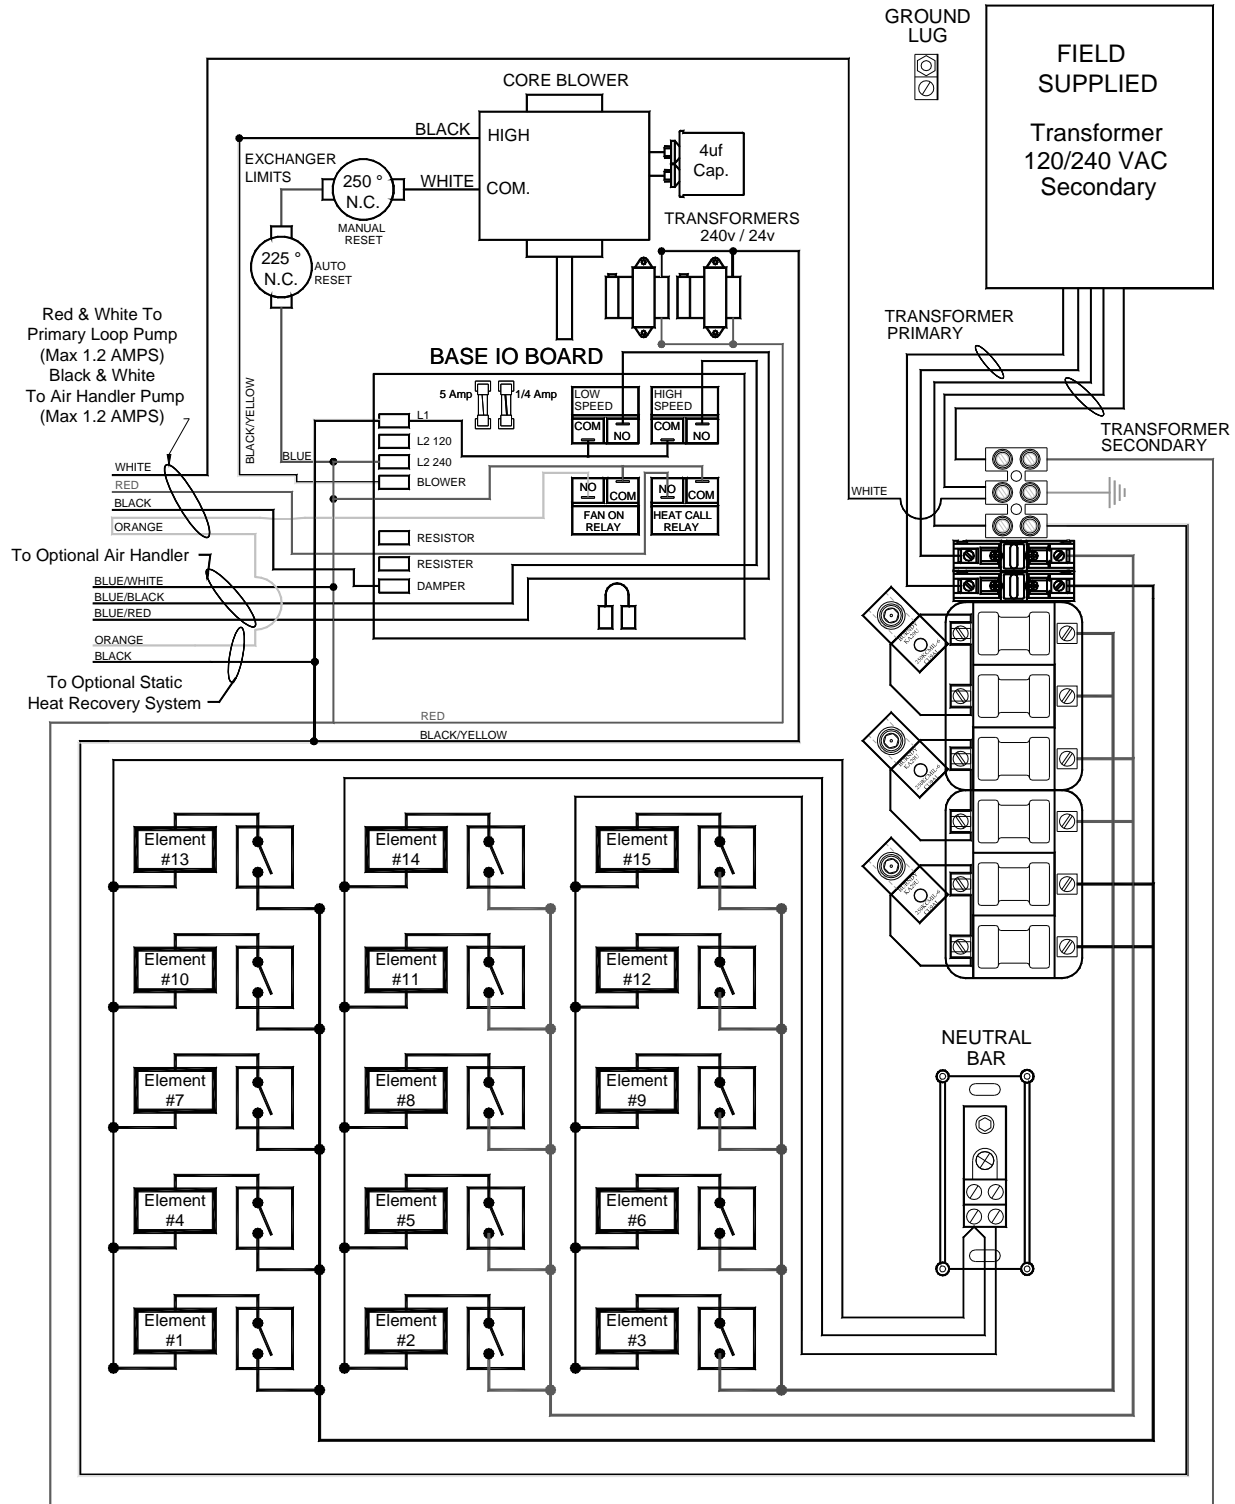 GROUND
LUG
FIELD
SUPPLIED
Transformer
120/240 VAC
Secondary
CORE BLOWER
BLACK
HIGH
EXCHANGER
LIMITS
250 °
N.C.
WHITE
COM.
4uf
Cap.
MANUAL
RESET
TRANSFORMERS
240v / 24v
225 °
N.C.
AUTO
RESET
Red & White To
Primary Loop Pump
(Max 1.2 AMPS)
Black & White
To Air Handler Pump
(Max 1.2 AMPS)
TRANSFORMER
PRIMARY
BASE IO BOARD
BLACK/YELLOW
5 Amp
1/4 Amp
LOW
SPEED
HIGH
SPEED
L1
COM
NO
COM
NO
TRANSFORMER
SECONDARY
L2 120
BLUE
L2 240
WHITE
BLOWER
RED
NO
COM
NO
COM
WHITE
BLACK
FAN ON
RELAY
HEAT CALL
RELAY
ORANGE
RESISTOR
To Optional Air Handler
RESISTER
BLUE/WHITE
DAMPER
BLUE/BLACK
BLUE/RED
ORANGE
BLACK
To Optional Static
Heat Recovery System
RED
BLACK/YELLOW
Element
#13
Element
#14
Element
#15
Element
#10
Element
#11
Element
#12
NEUTRAL
BAR
Element
#7
Element
#8
Element
#9
Element
#4
Element
#5
Element
#6
Element
#1
Element
#2
Element
#3